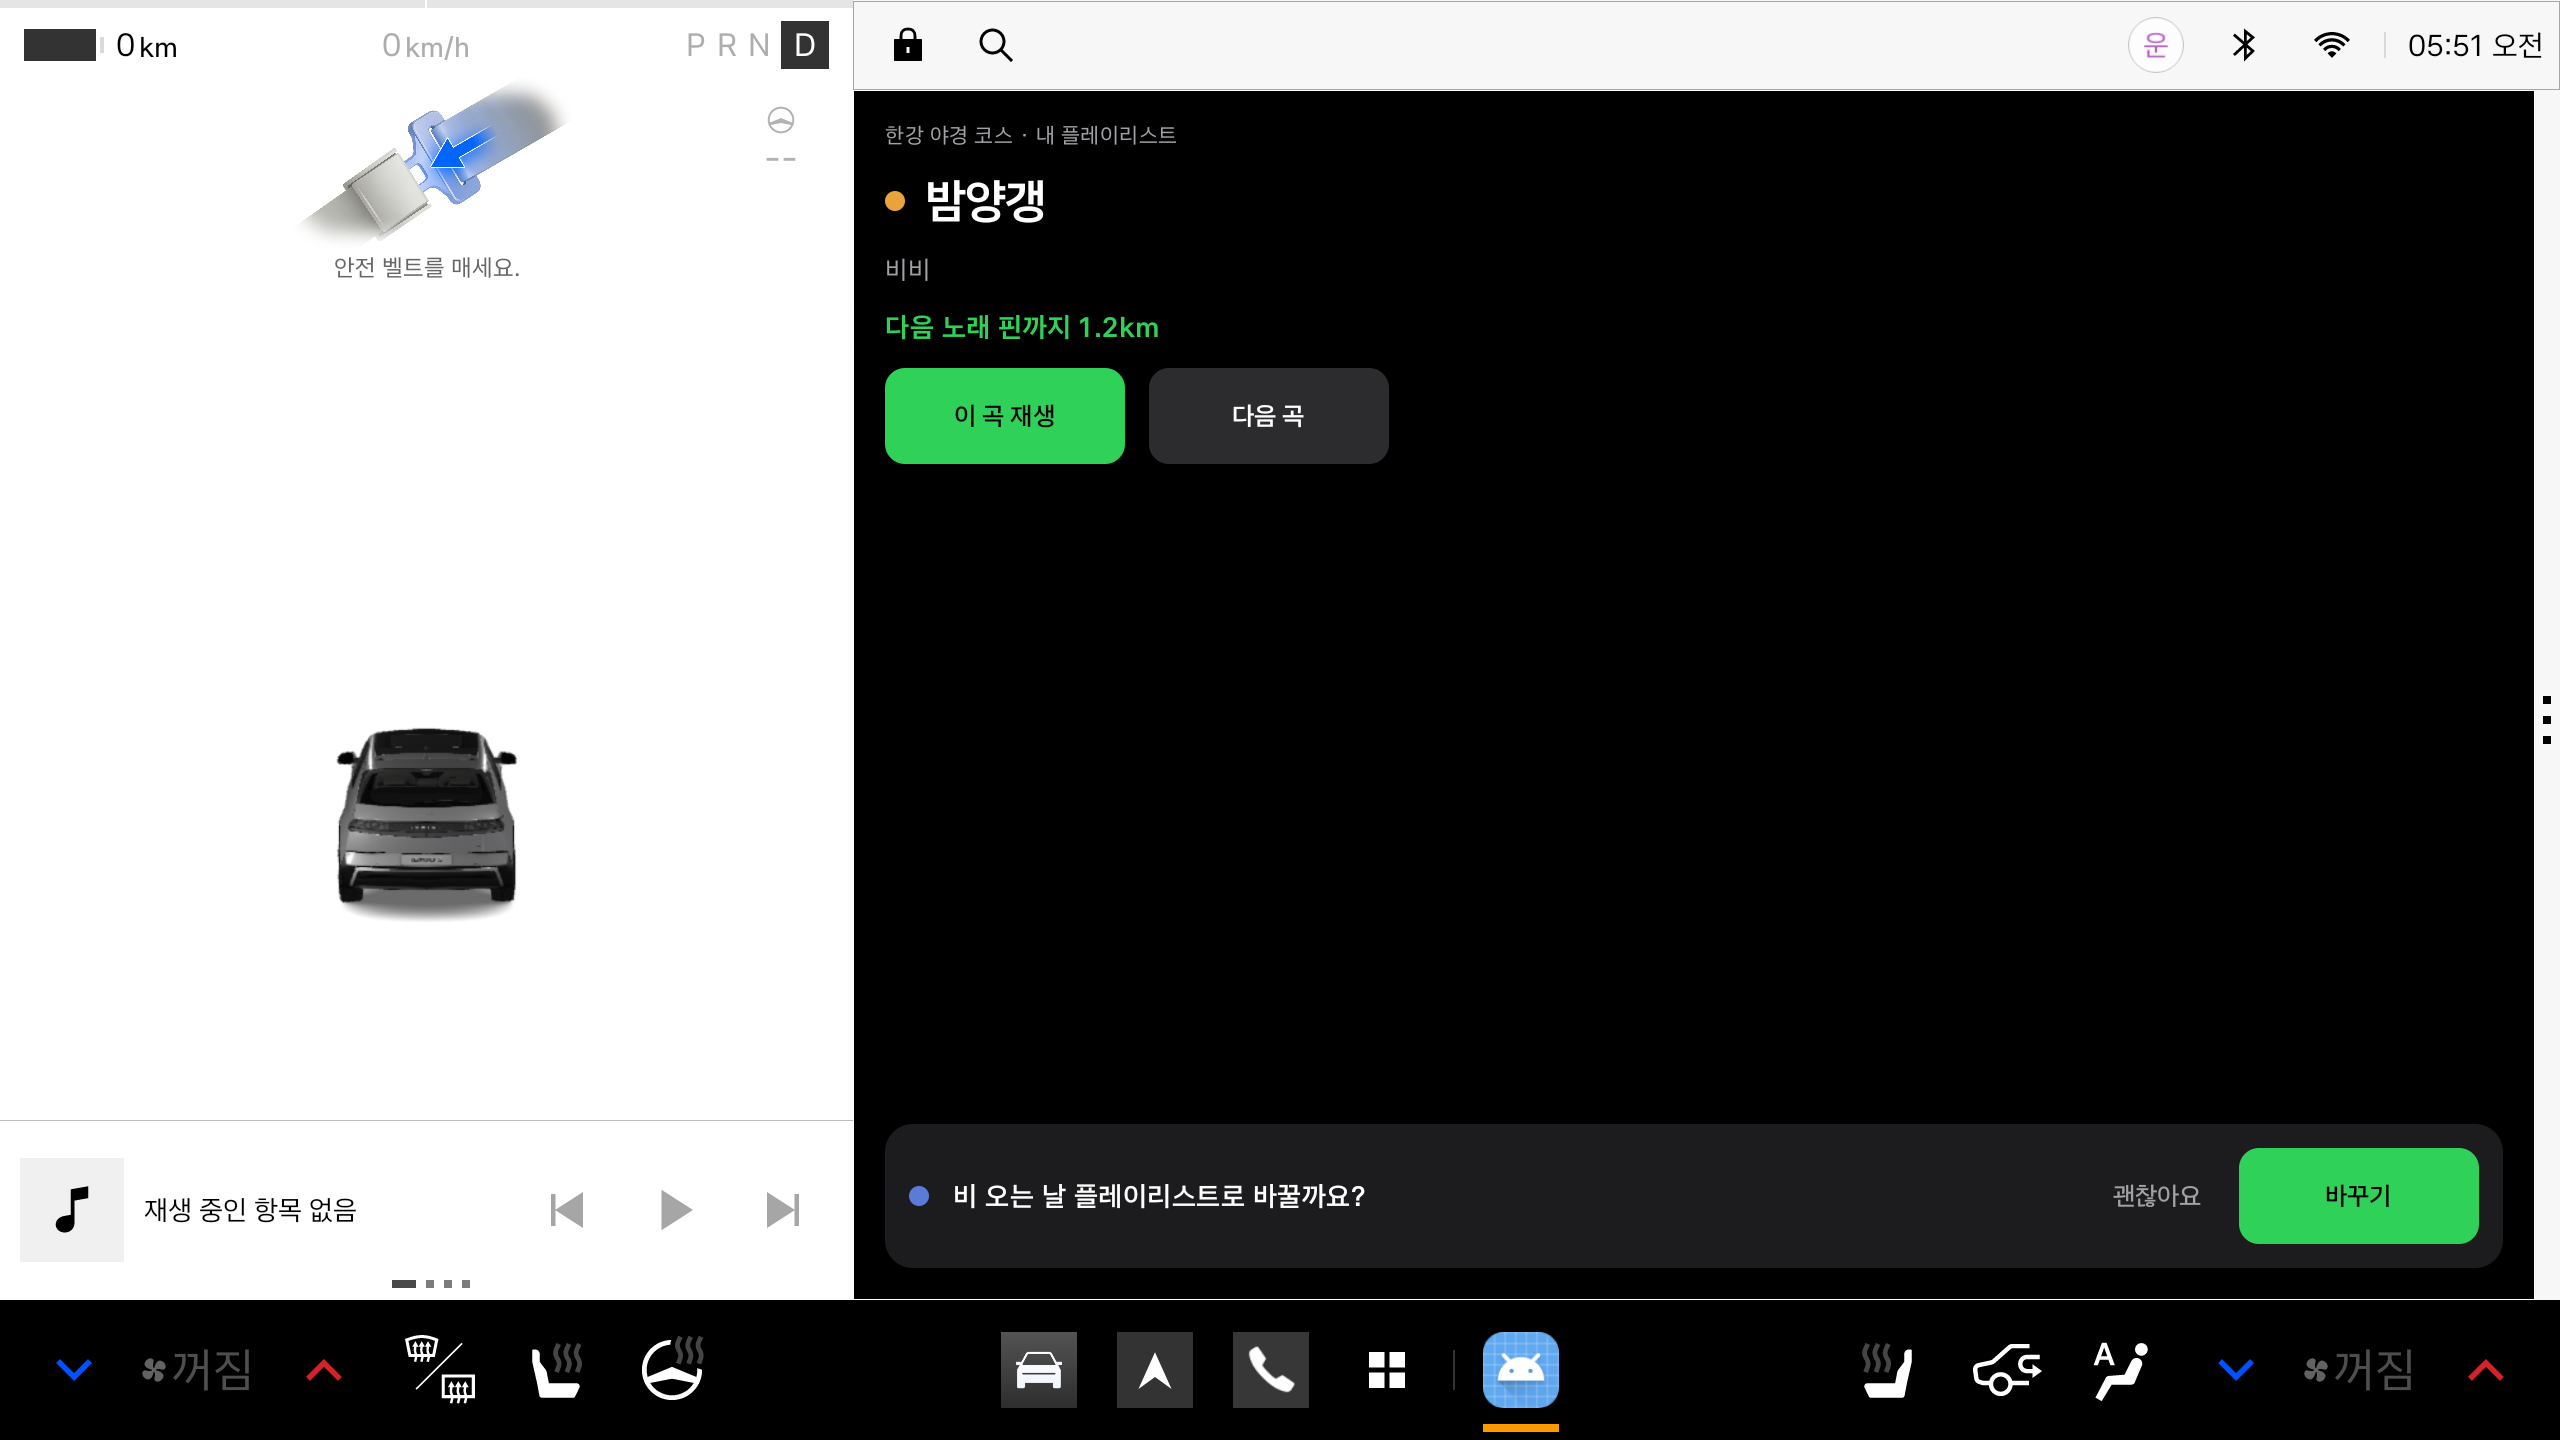 0 km
0 km/h
P R N D
운
05:51 오전
안전 벨트를 매세요.
한강 야경 코스 · 내 플레이리스트
밤양갱
비비
다음 노래 핀까지 1.2km
이 곡 재생
다음 곡
재생 중인 항목 없음
비 오는 날 플레이리스트로 바꿀까요?
괜찮아요
바꾸기
꺼짐
A
꺼짐